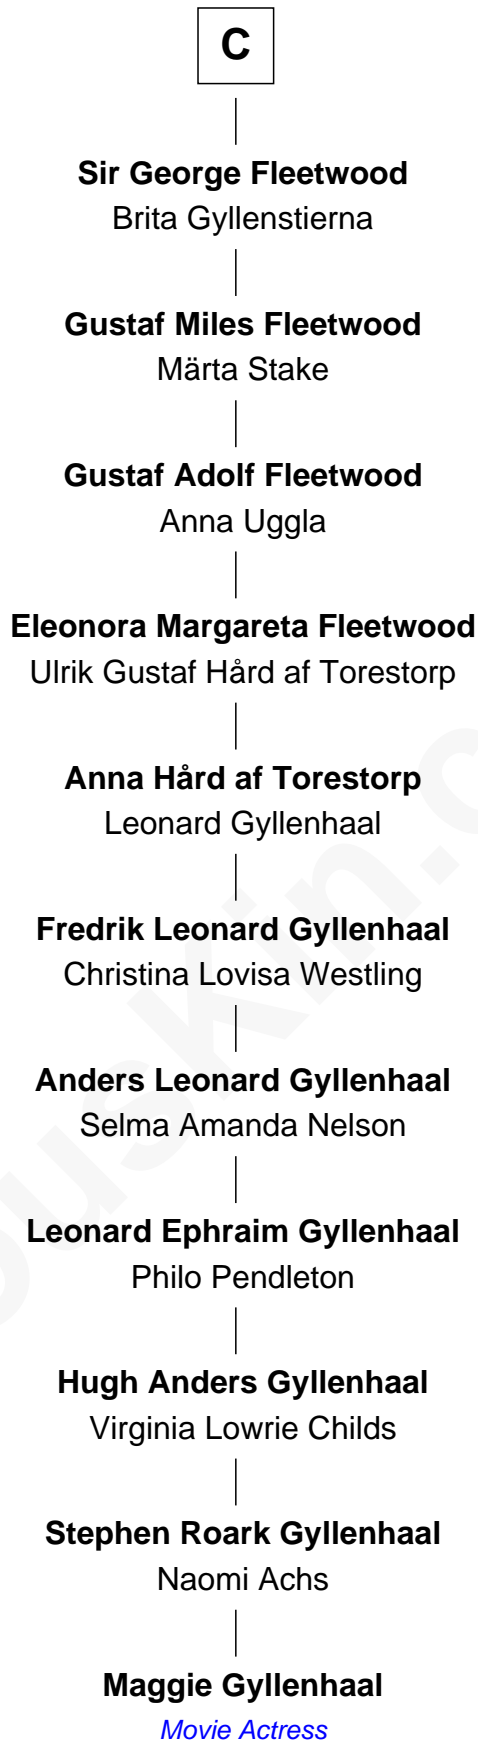 C
Sir George Fleetwood
Brita Gyllenstierna
Gustaf Miles Fleetwood
Märta Stake
Gustaf Adolf Fleetwood
Anna Uggla
Eleonora Margareta Fleetwood
Ulrik Gustaf Hård af Torestorp
Anna Hård af Torestorp
Leonard Gyllenhaal
Fredrik Leonard Gyllenhaal
Christina Lovisa Westling
Anders Leonard Gyllenhaal
Selma Amanda Nelson
Leonard Ephraim Gyllenhaal
Philo Pendleton
Hugh Anders Gyllenhaal
Virginia Lowrie Childs
Stephen Roark Gyllenhaal
Naomi Achs
Maggie Gyllenhaal
Movie Actress